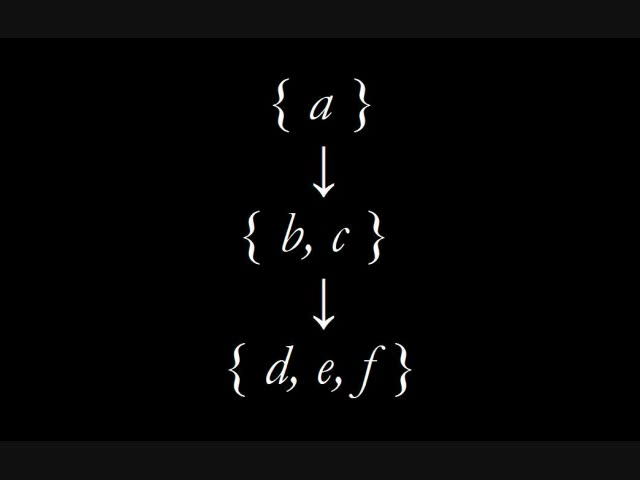 { a }
↓
{ b, c }
↓
{ d, e, f }